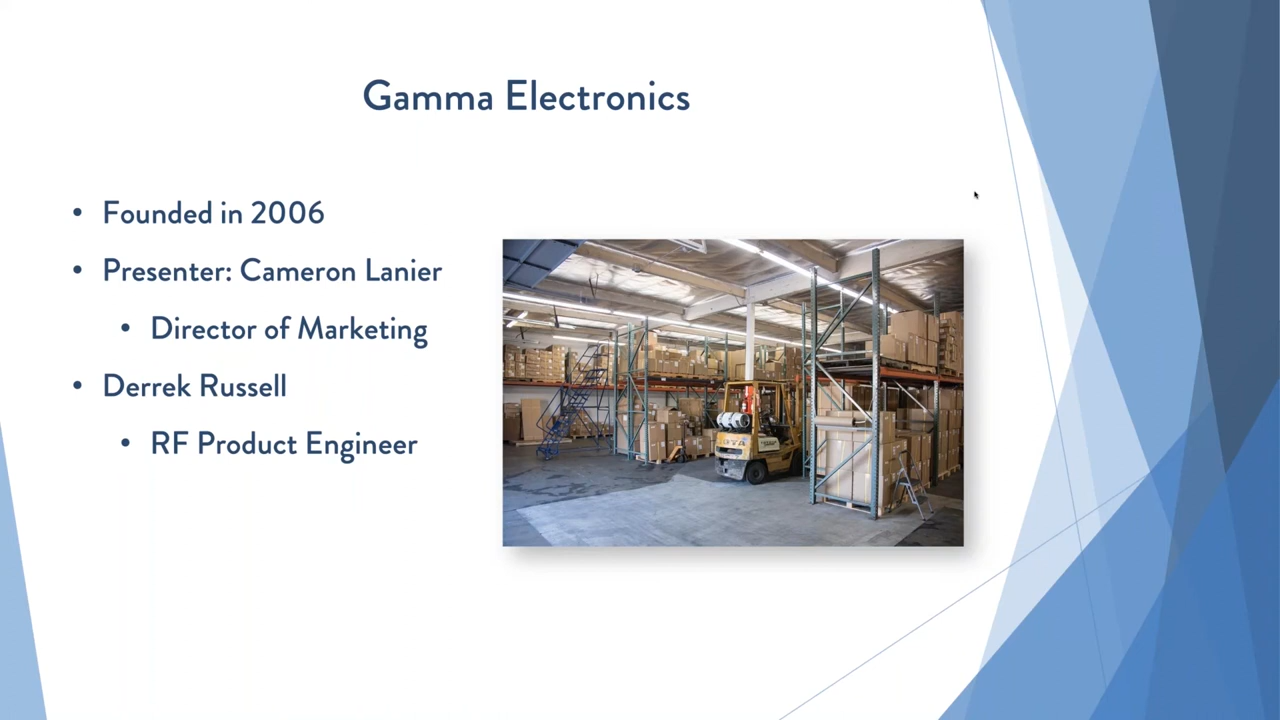 Gamma Electronics
• Founded in 2006
• Presenter: Cameron Lanier
• Director of Marketing
• Derrek Russell
• RF Product Engineer